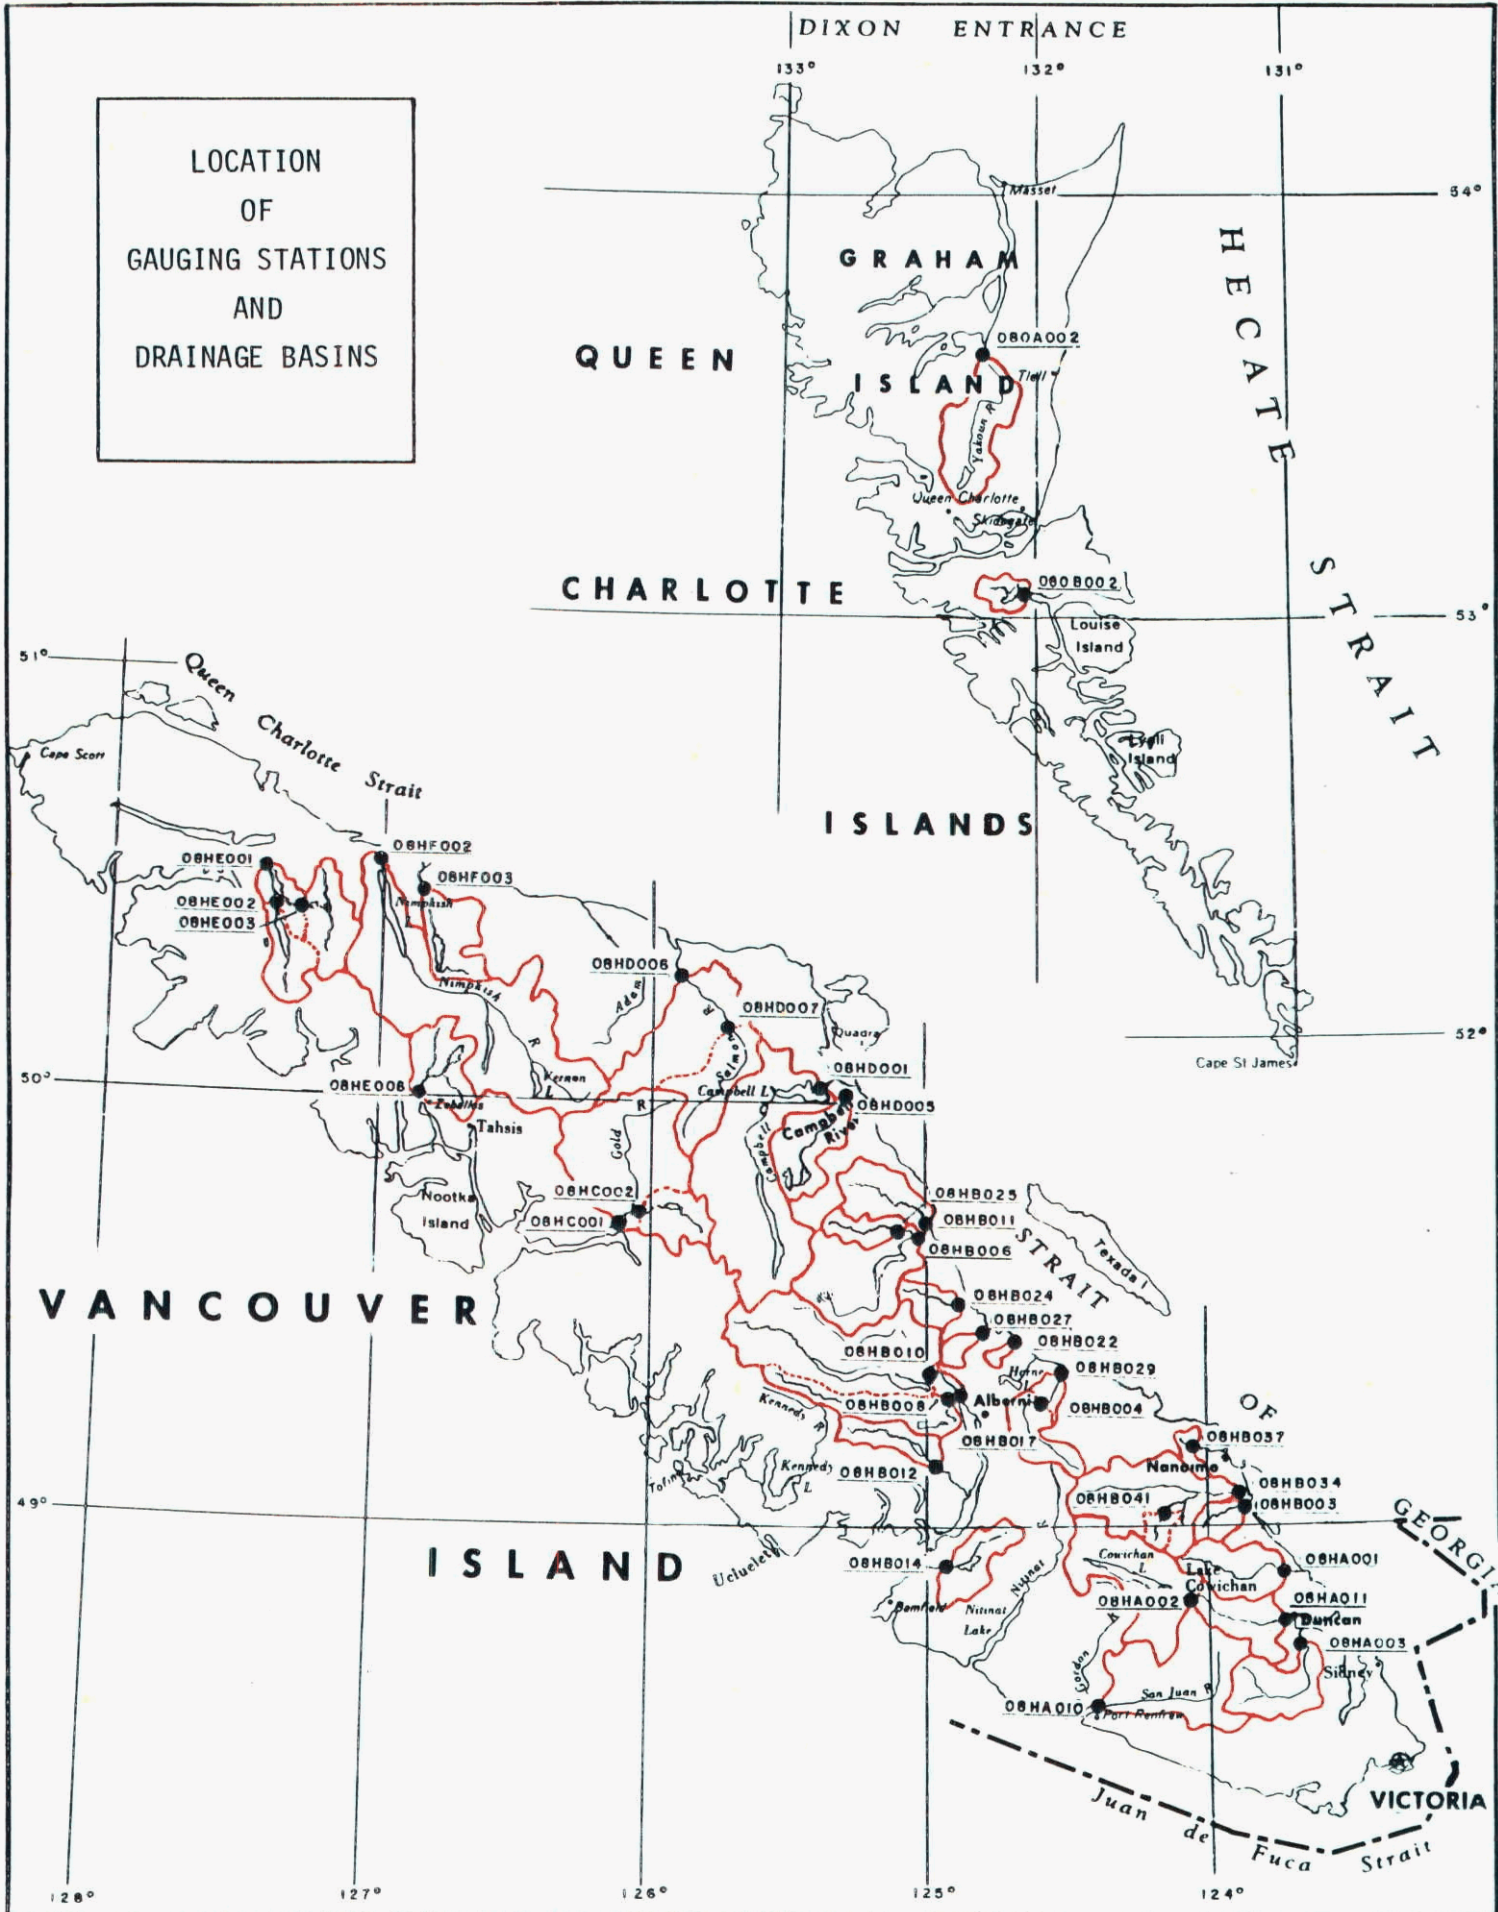 DIXON ENTRANCE
133° 132° 131°
LOCATION
OF
GAUGING STATIONS
AND
DRAINAGE BASINS
Masset
54°
GRAHAM
HECATE STRAIT
080A002
QUEEN
ISLAND
Tlell
Yakoun R
Queen Charlotte
Skidegate
080B002
CHARLOTTE
53°
Louise
Island
51°
Queen Charlotte Strait
Cape Scott
Lyell
Island
ISLANDS
08HE001
08HF002
08HF003
08HE002
08HE003
Nimpkish
L
08HD006
Nimpkish
R
Adam
R
08HD007
Quadra
I
52°
Cape St James
Salmon
50°
08HE006
Vernon
L
Campbell L
08HD001
08HD005
Zeballos
Tahsis
R
Gold
Campbell
Campbell
River
08HC002
Nootka
Island
08HC001
08HB025
08HB011
08HB006
STRAIT
Texada I
VANCOUVER
08HB024
08HB027
08HB022
08HB010
Horne
L
08HB029
08HB008
Alberni
08HB004
Kennedy R
08HB017
OF
08HB037
Nanaimo
Kennedy
L
08HB012
Tofino
08HB034
08HB041
08HB003
49°
GEORGIA
R
ISLAND
Ucluelet
08HB014
Nitinat
Cowichan
L
Lake
Cowichan
08HA001
08HA002
08HA011
Duncan
Bamfield
Nitinat
Lake
R
08HA003
Gordon
Sidney
San Juan R
08HA010
Port Renfrew
VICTORIA
Juan de Fuca Strait
128° 127° 126° 125° 124°